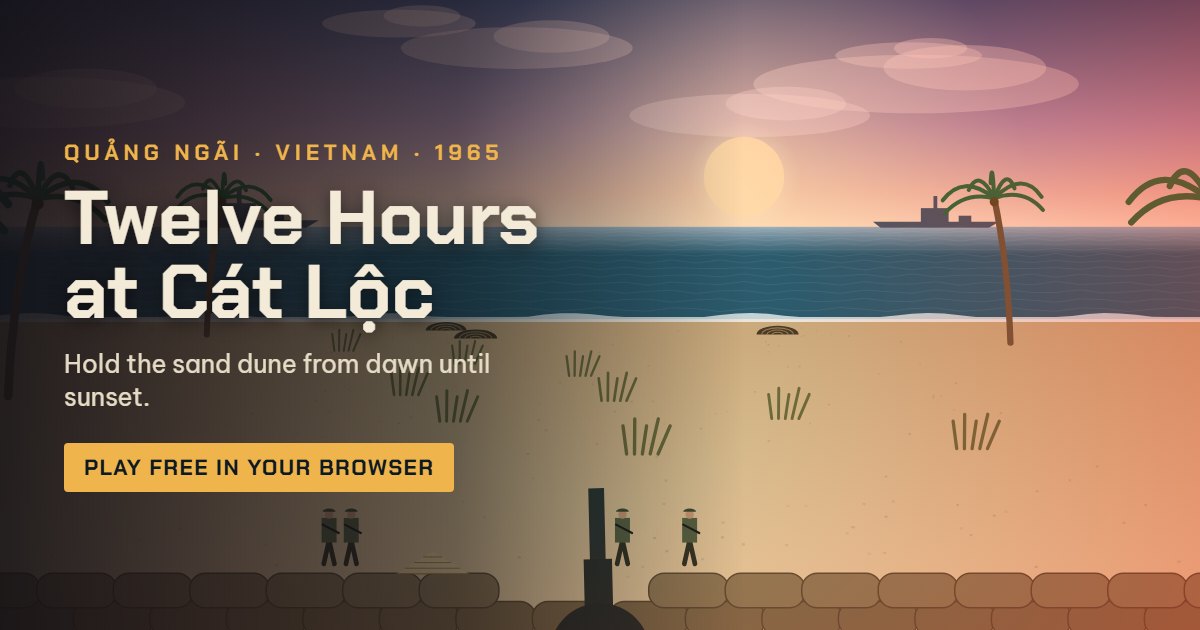 QUẢNG NGÃI · VIETNAM · 1965
Twelve Hours
at Cát Lộc
Hold the sand dune from dawn until
sunset.
PLAY FREE IN YOUR BROWSER